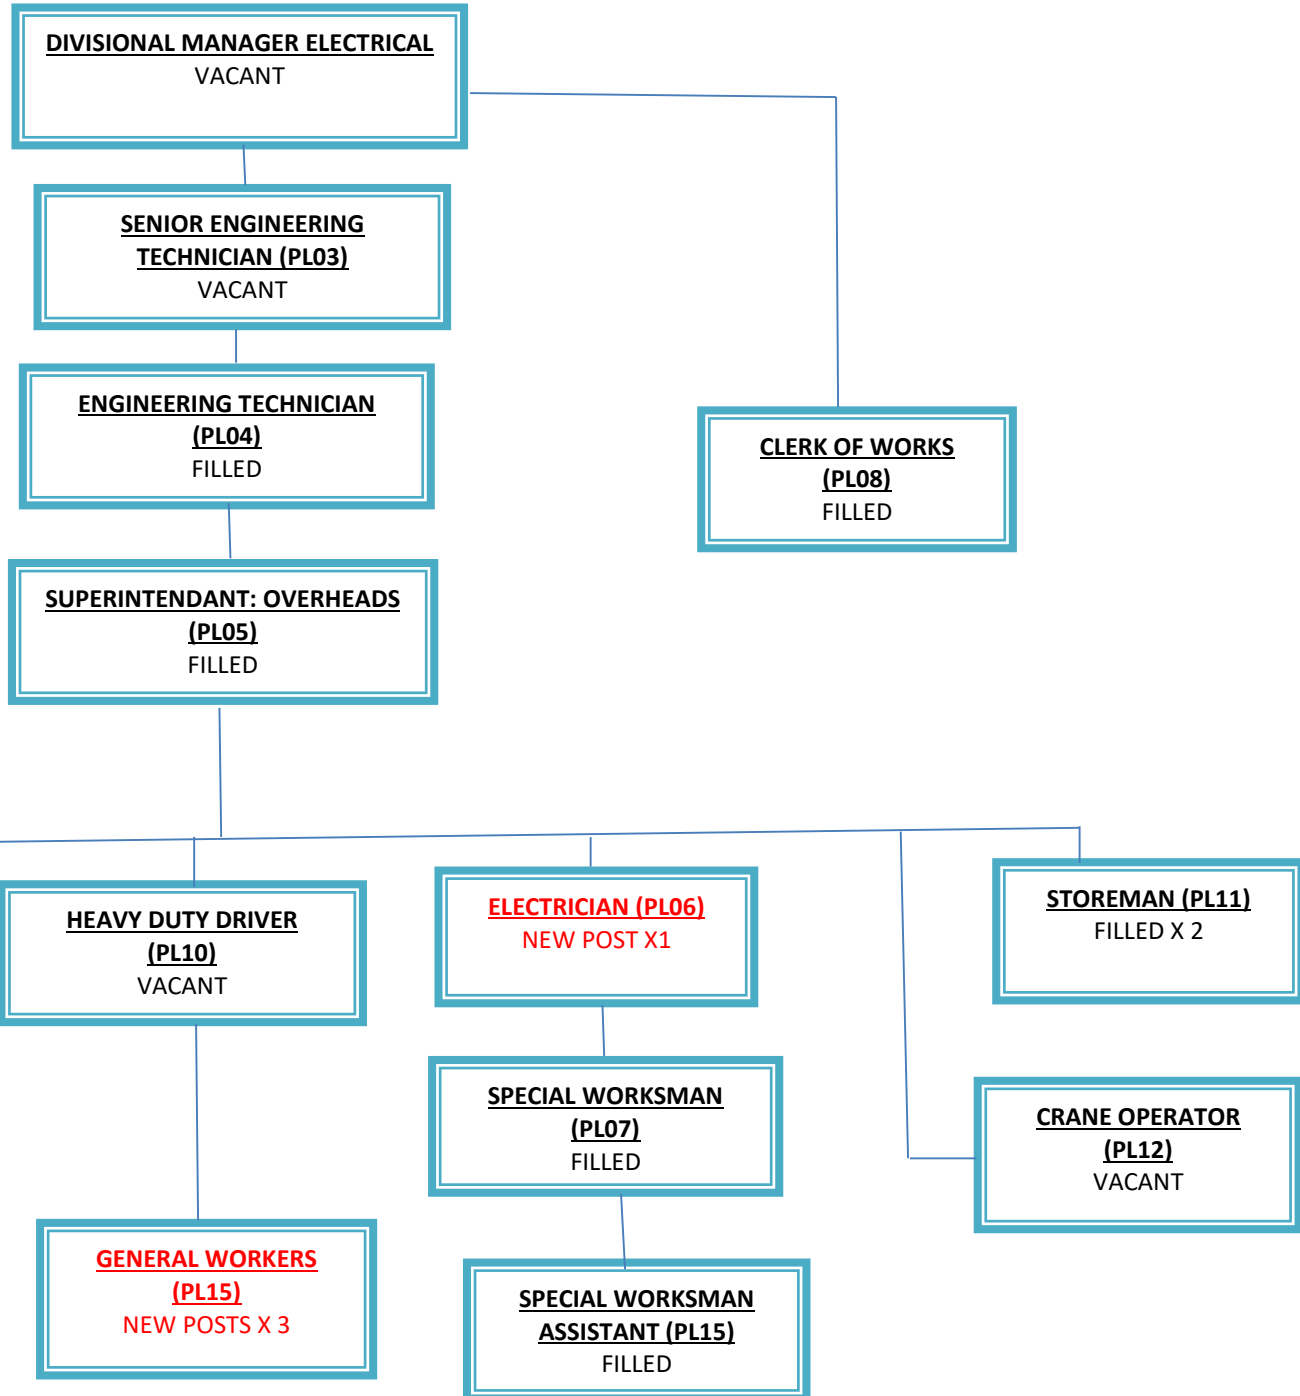 DIVISIONAL MANAGER ELECTRICAL
VACANT
SENIOR ENGINEERING
TECHNICIAN (PL03)
VACANT
ENGINEERING TECHNICIAN
(PL04)
FILLED
CLERK OF WORKS
(PL08)
FILLED
SUPERINTENDANT: OVERHEADS
(PL05)
FILLED
HEAVY DUTY DRIVER
(PL10)
VACANT
ELECTRICIAN (PL06)
NEW POST X1
STOREMAN (PL11)
FILLED X 2
SPECIAL WORKSMAN
(PL07)
FILLED
CRANE OPERATOR
(PL12)
VACANT
GENERAL WORKERS
(PL15)
NEW POSTS X 3
SPECIAL WORKSMAN
ASSISTANT (PL15)
FILLED